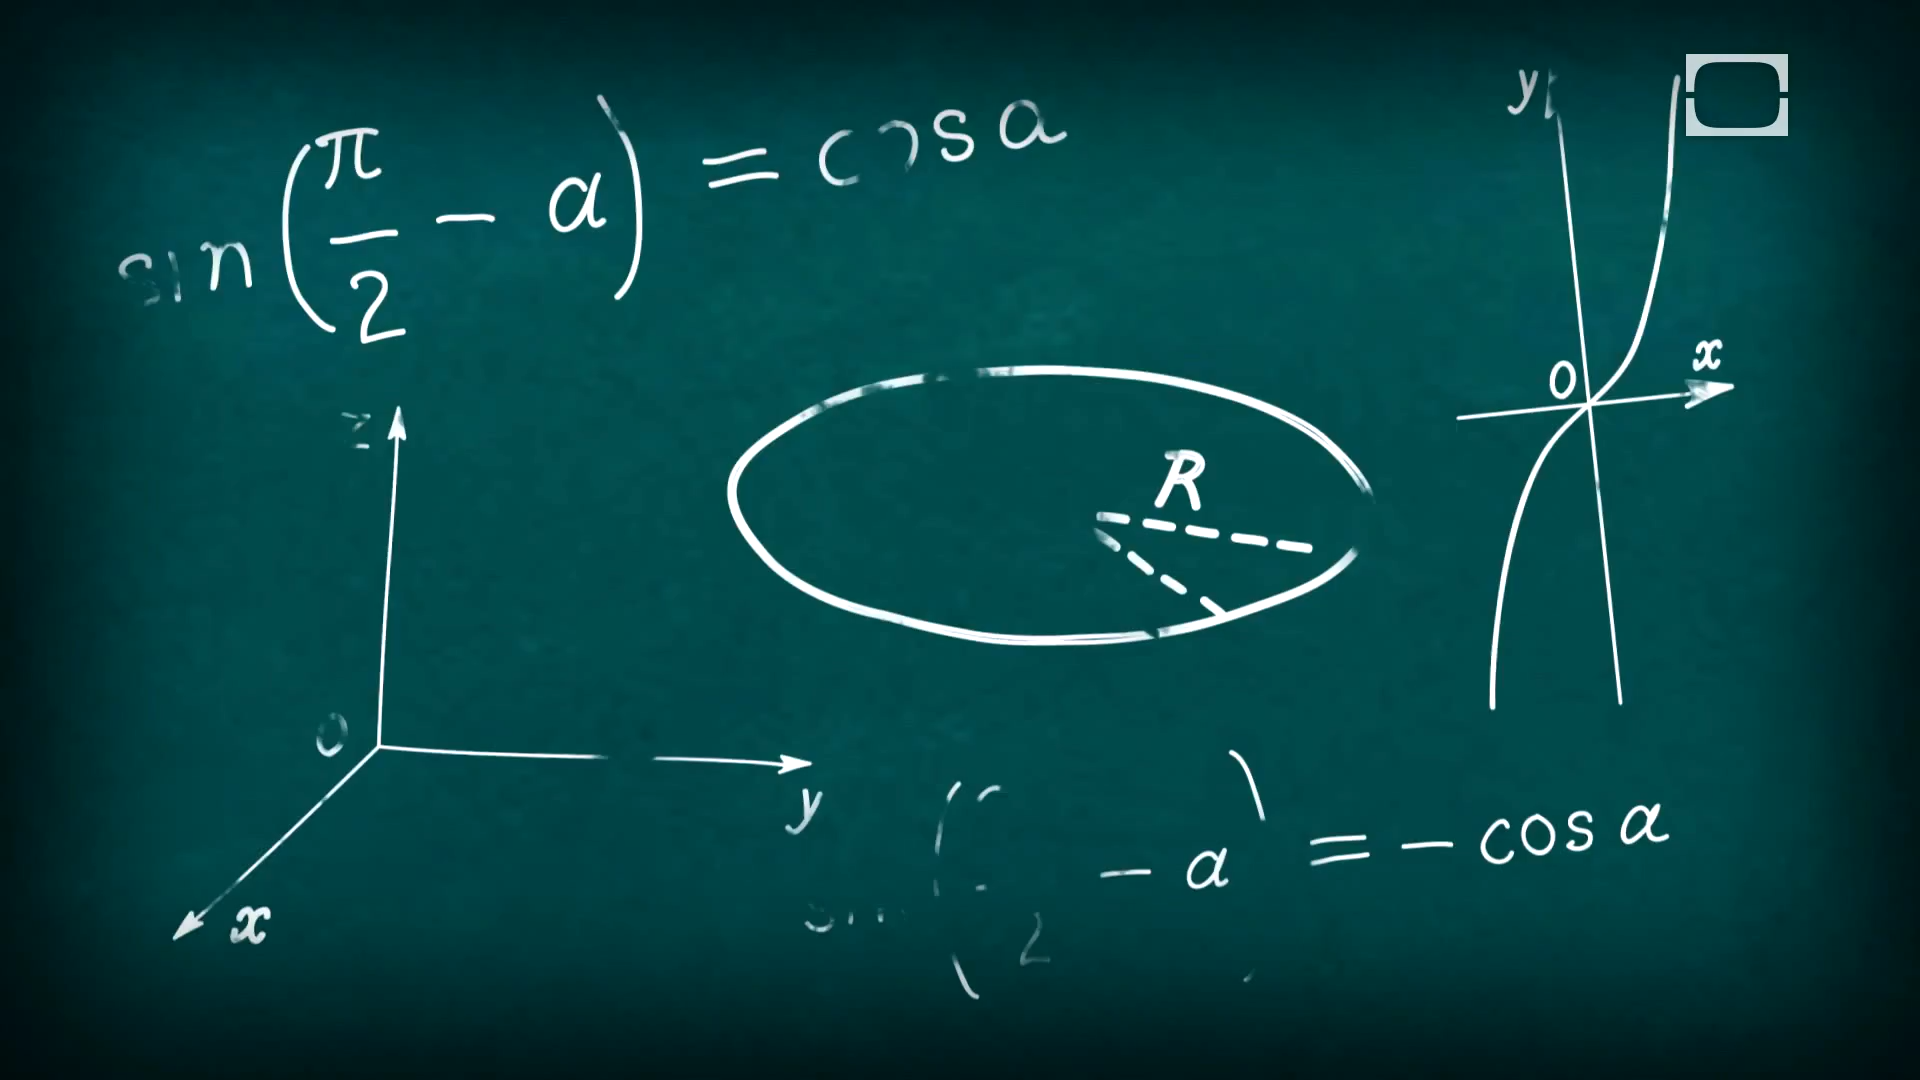 sin(π/2 - a) = cos a
y
x
0
R
z
0
y
x
- a) = - cos a